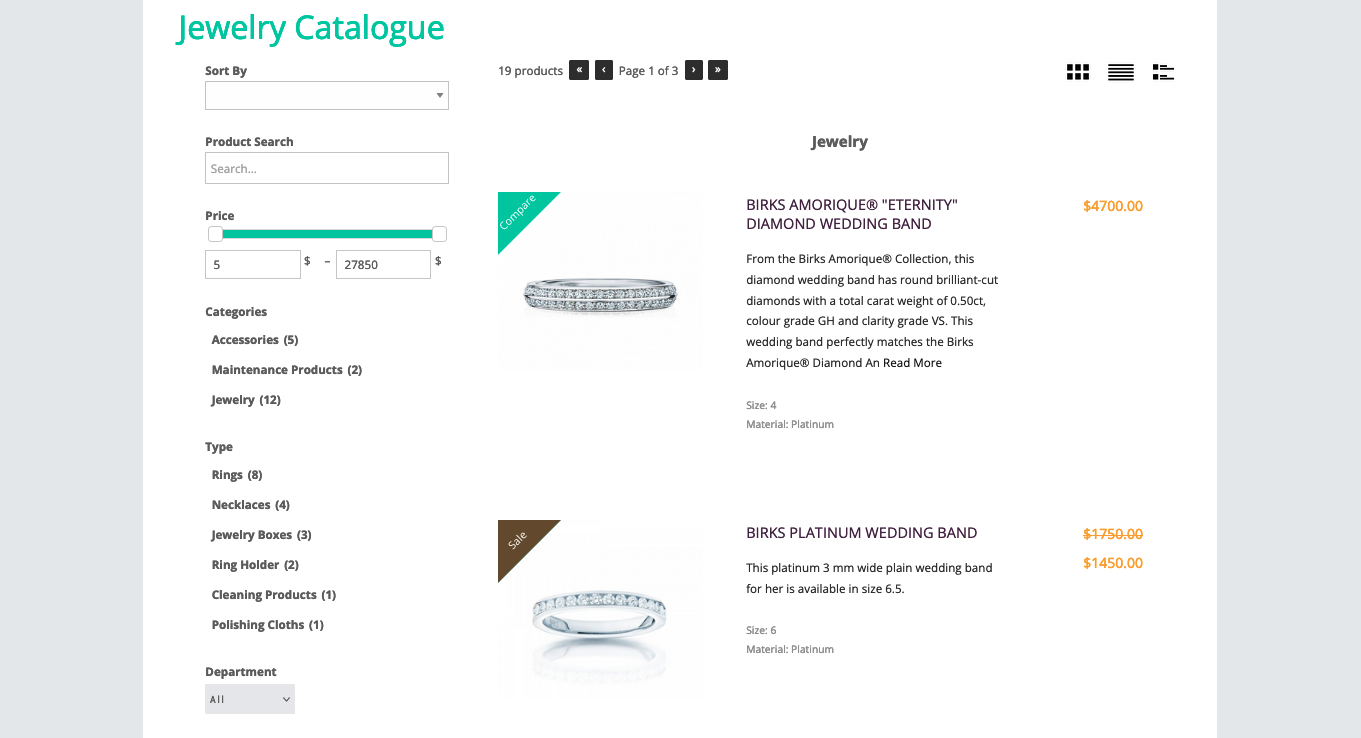 Jewelry Catalogue
Sort By
Product Search
Search...
Price
5 $ – 27850 $
Categories
Accessories (5)
Maintenance Products (2)
Jewelry (12)
Type
Rings (8)
Necklaces (4)
Jewelry Boxes (3)
Ring Holder (2)
Cleaning Products (1)
Polishing Cloths (1)
Department
All
19 products « ‹ Page 1 of 3 › »
Jewelry
Compare
BIRKS AMORIQUE® "ETERNITY"
DIAMOND WEDDING BAND
$4700.00
From the Birks Amorique® Collection, this
diamond wedding band has round brilliant-cut
diamonds with a total carat weight of 0.50ct,
colour grade GH and clarity grade VS. This
wedding band perfectly matches the Birks
Amorique® Diamond An Read More
Size: 4
Material: Platinum
Sale
BIRKS PLATINUM WEDDING BAND
$1750.00
$1450.00
This platinum 3 mm wide plain wedding band
for her is available in size 6.5.
Size: 6
Material: Platinum